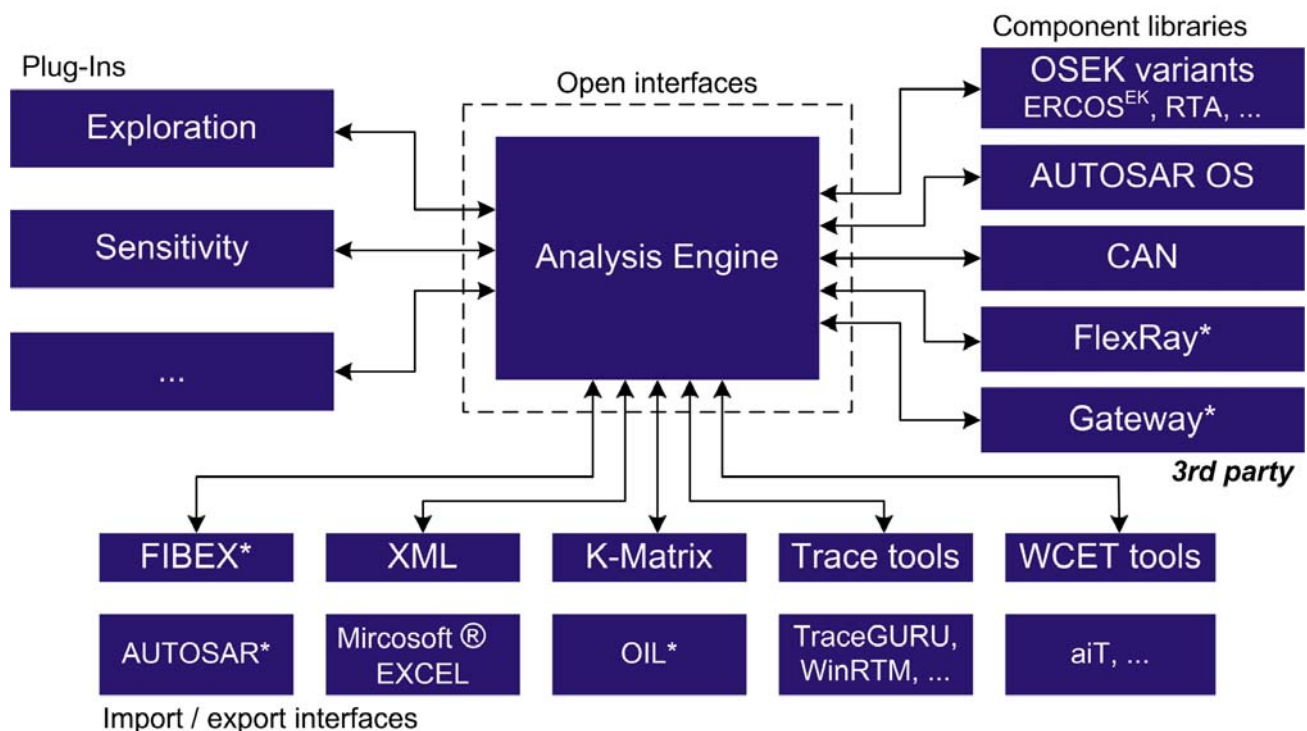 Component libraries
Plug-Ins
Open interfaces
Exploration
Sensitivity
...
Analysis Engine
OSEK variants
ERCOSEK, RTA, ...
AUTOSAR OS
CAN
FlexRay*
Gateway*
3rd party
FIBEX*
XML
K-Matrix
Trace tools
WCET tools
AUTOSAR*
Mircosoft ®
EXCEL
OIL*
TraceGURU,
WinRTM, ...
aiT, ...
Import / export interfaces